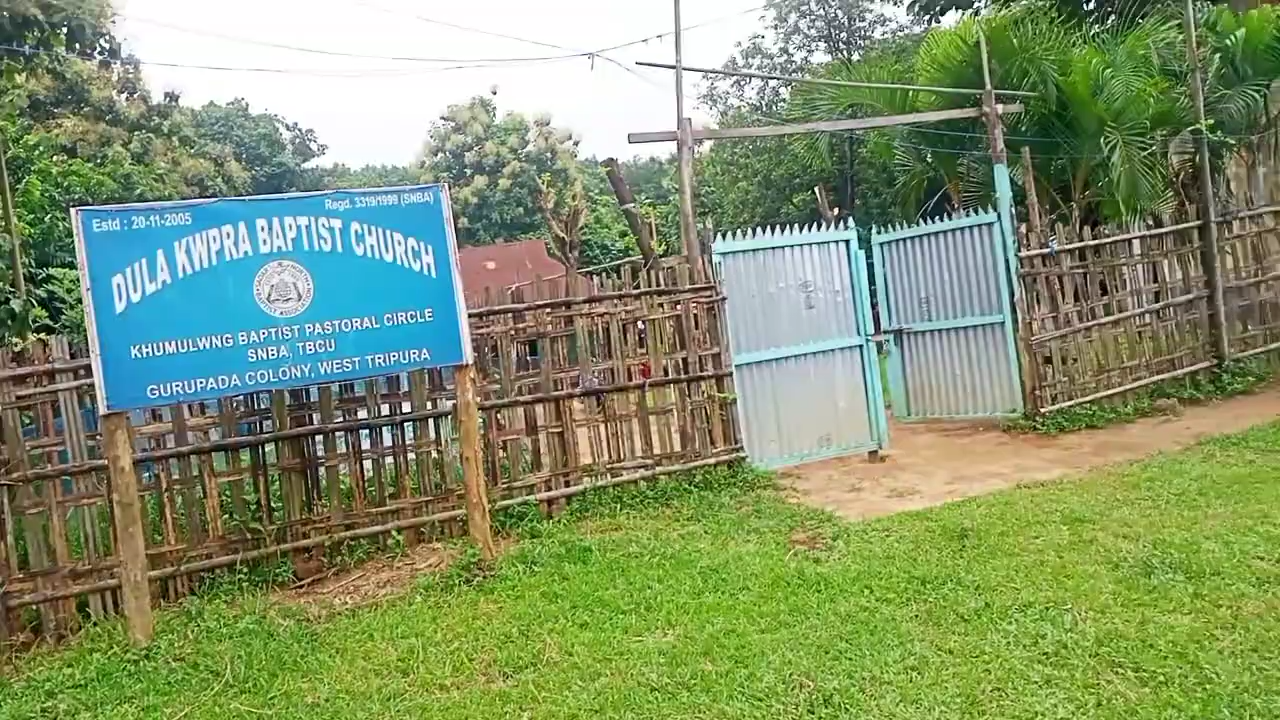 Estd : 20-11-2005
Regd. 3319/1999 (SNBA)
DULA KWPRA BAPTIST CHURCH
KHUMULWNG BAPTIST PASTORAL CIRCLE
SNBA, TBCU
GURUPADA COLONY, WEST TRIPURA